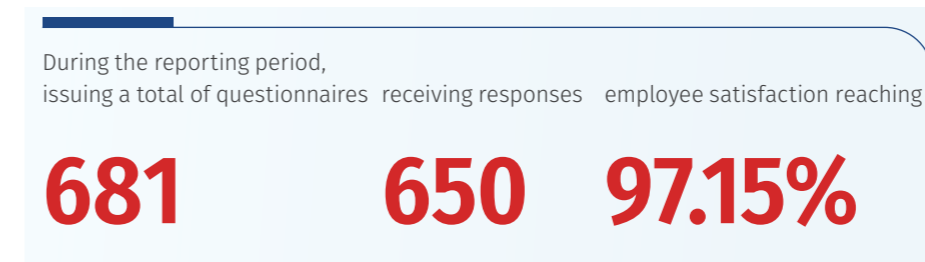 During the reporting period,
issuing a total of questionnaires
receiving responses
employee satisfaction reaching
681
650
97.15%